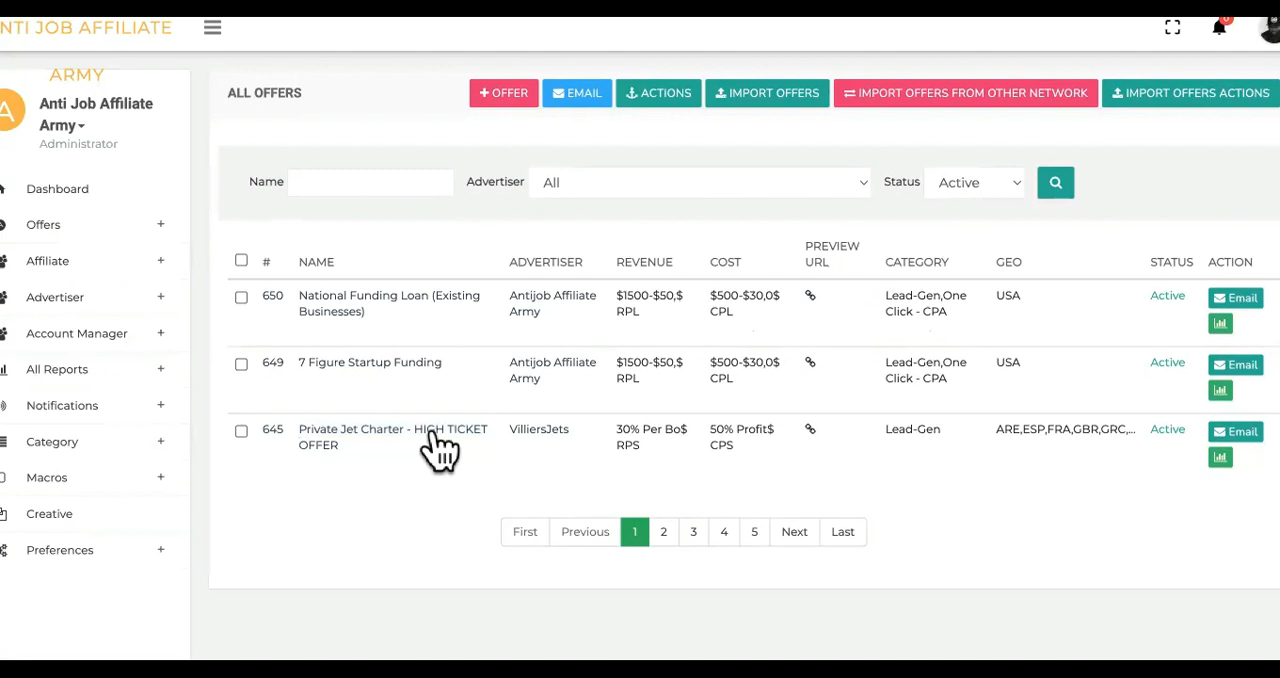 NTI JOB AFFILIATE
ARMY
0
A
Anti Job Affiliate
Army
Administrator
Dashboard
Offers +
Affiliate +
Advertiser +
Account Manager +
All Reports +
Notifications +
Category +
Macros +
Creative
Preferences +
ALL OFFERS
+ OFFER
EMAIL
ACTIONS
IMPORT OFFERS
IMPORT OFFERS FROM OTHER NETWORK
IMPORT OFFERS ACTIONS
Name
Advertiser All
Status Active
# NAME ADVERTISER REVENUE COST PREVIEW URL CATEGORY GEO STATUS ACTION
650 National Funding Loan (Existing Antijob Affiliate $1500-$50,$ $500-$30,0$ Lead-Gen,One USA Active Email
Businesses) Army RPL CPL Click - CPA
649 7 Figure Startup Funding Antijob Affiliate $1500-$50,$ $500-$30,0$ Lead-Gen,One USA Active Email
Army RPL CPL Click - CPA
645 Private Jet Charter - HIGH TICKET VilliersJets 30% Per Bo$ 50% Profit$ Lead-Gen ARE,ESP,FRA,GBR,GRC,... Active Email
OFFER RPS CPS
First Previous 1 2 3 4 5 Next Last